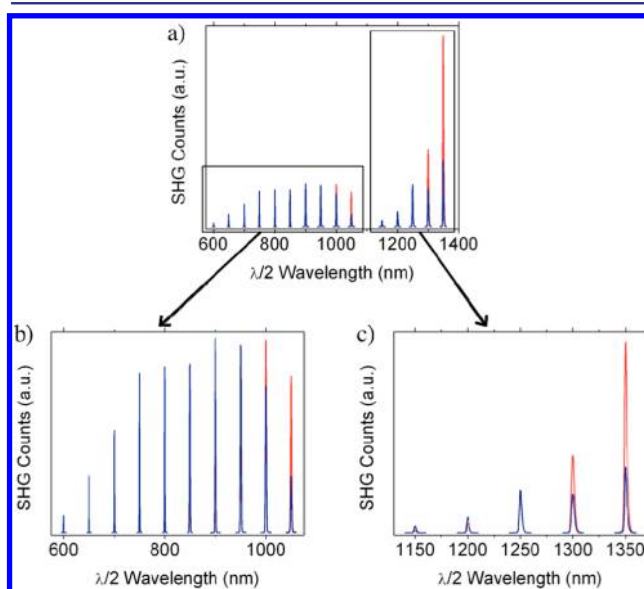 a)
SHG Counts (a.u.)
600 800 1000 1200 1400
λ/2 Wavelength (nm)
b)
SHG Counts (a.u.)
600 800 1000
λ/2 Wavelength (nm)
c)
SHG Counts (a.u.)
1150 1200 1250 1300 1350
λ/2 Wavelength (nm)